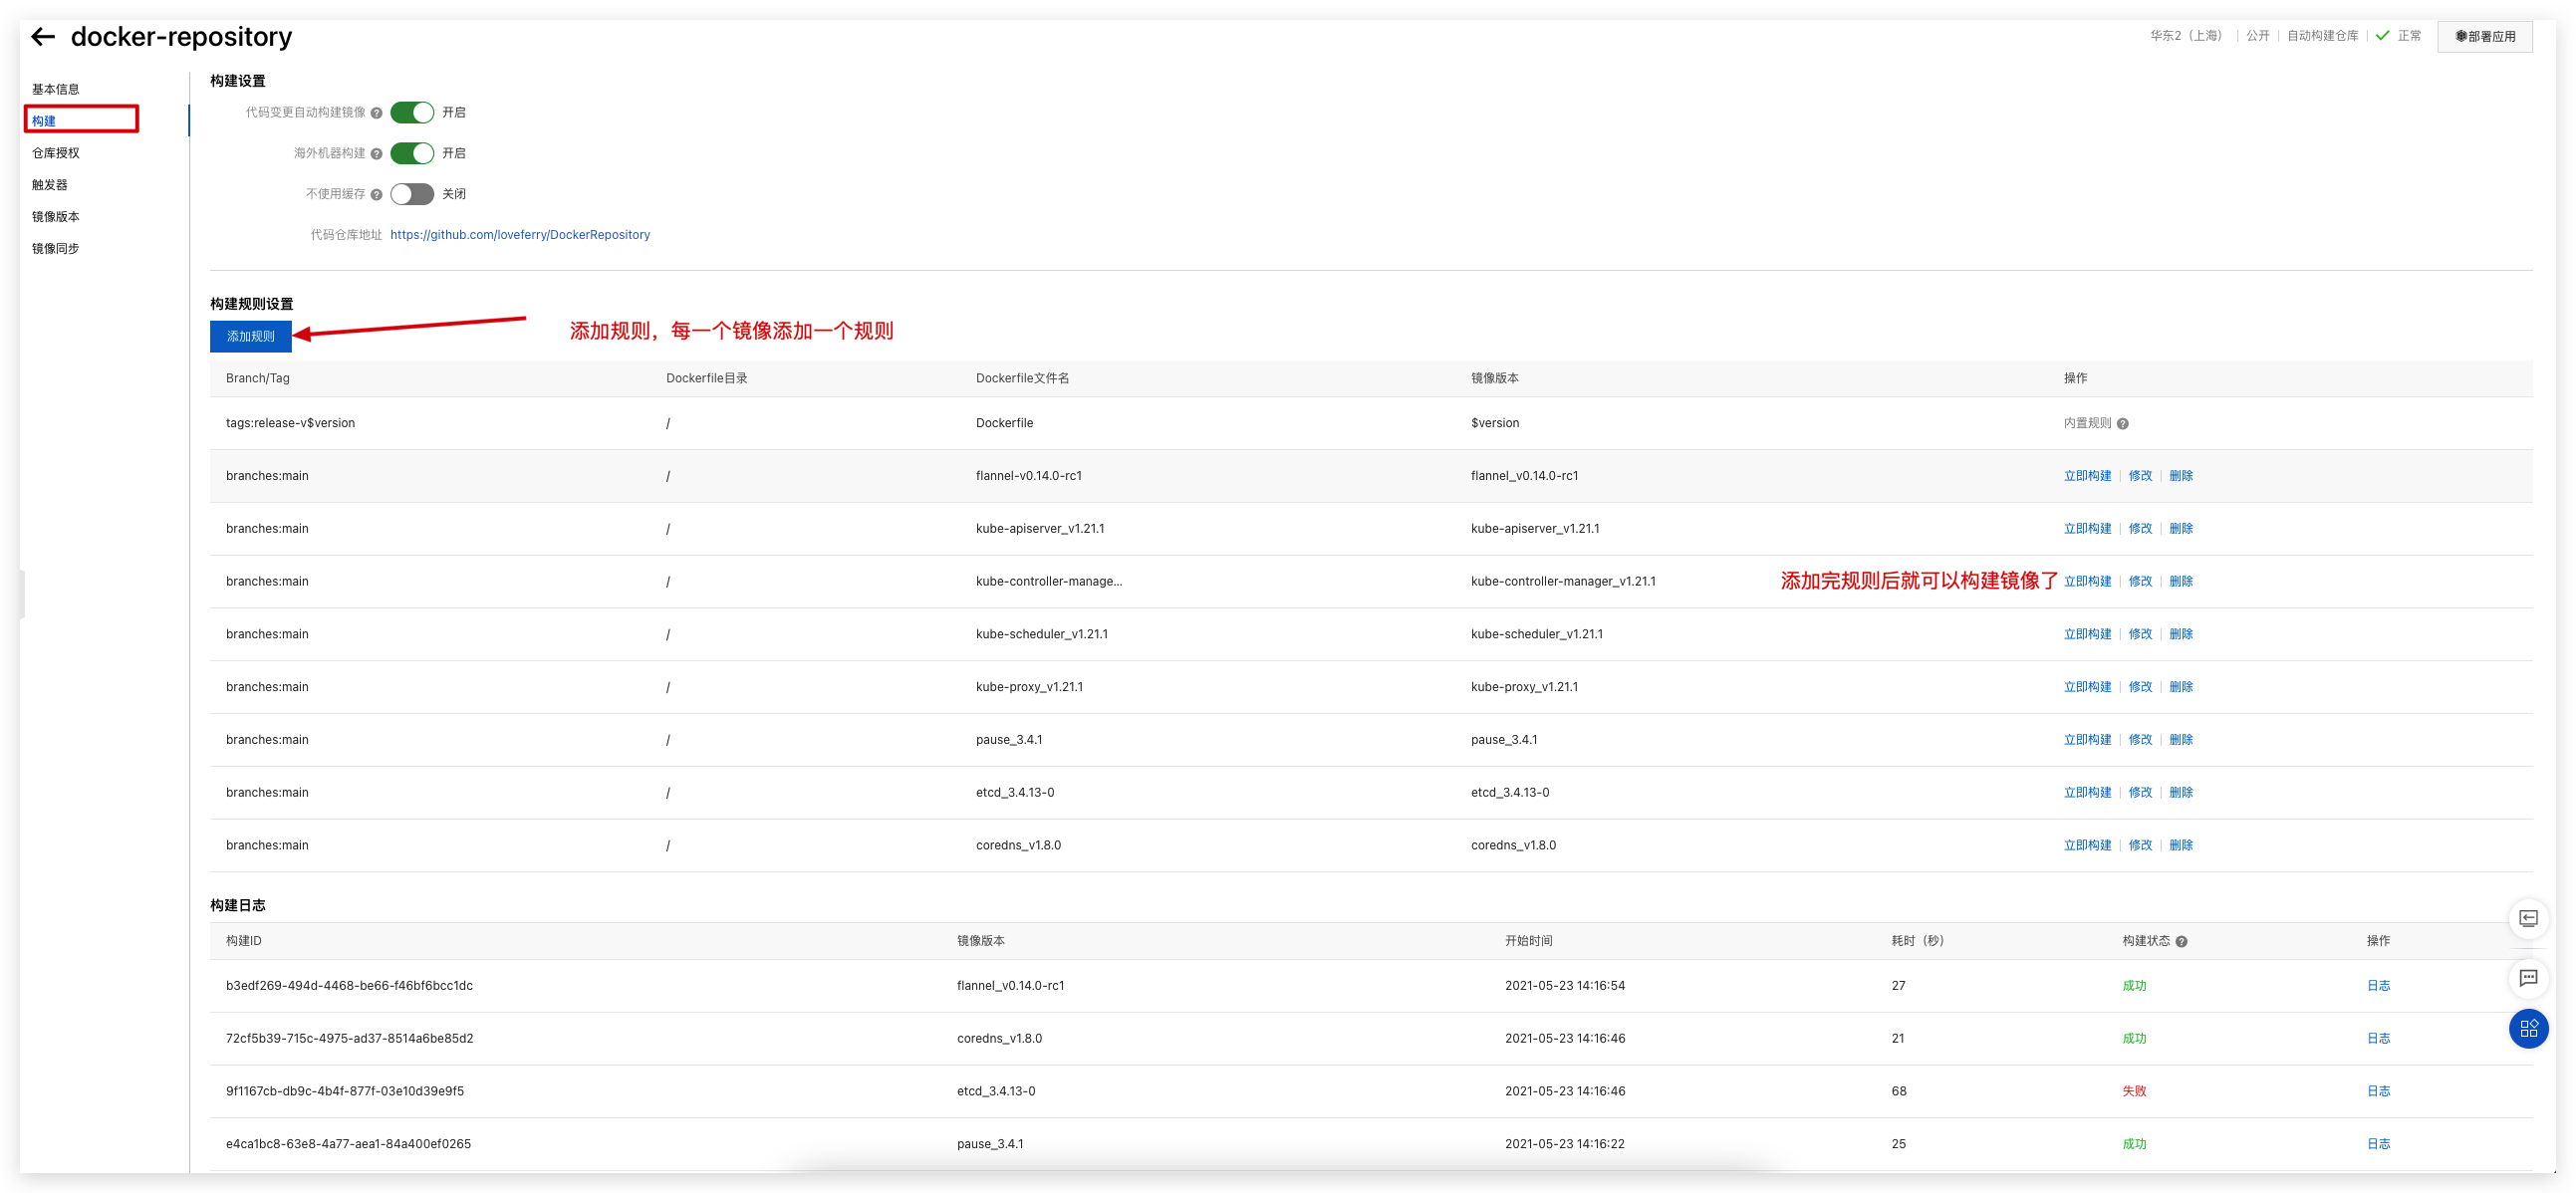 docker-repository
华东2（上海） 公开 自动构建仓库 正常 部署应用
基本信息
构建
仓库授权
触发器
镜像版本
镜像同步
构建设置
代码变更自动构建镜像 开启
海外机器构建 开启
不使用缓存 关闭
代码仓库地址 https://github.com/loveferry/DockerRepository
构建规则设置
添加规则
添加规则，每一个镜像添加一个规则
Branch/Tag Dockerfile目录 Dockerfile文件名 镜像版本 操作
tags:release-v$version / Dockerfile $version 内置规则
branches:main / flannel-v0.14.0-rc1 flannel_v0.14.0-rc1 立即构建 修改 删除
branches:main / kube-apiserver_v1.21.1 kube-apiserver_v1.21.1 立即构建 修改 删除
branches:main / kube-controller-manage... kube-controller-manager_v1.21.1 添加完规则后就可以构建镜像了 立即构建 修改 删除
branches:main / kube-scheduler_v1.21.1 kube-scheduler_v1.21.1 立即构建 修改 删除
branches:main / kube-proxy_v1.21.1 kube-proxy_v1.21.1 立即构建 修改 删除
branches:main / pause_3.4.1 pause_3.4.1 立即构建 修改 删除
branches:main / etcd_3.4.13-0 etcd_3.4.13-0 立即构建 修改 删除
branches:main / coredns_v1.8.0 coredns_v1.8.0 立即构建 修改 删除
构建日志
构建ID 镜像版本 开始时间 耗时（秒） 构建状态 操作
b3edf269-494d-4468-be66-f46bf6bcc1dc flannel_v0.14.0-rc1 2021-05-23 14:16:54 27 成功 日志
72cf5b39-715c-4975-ad37-8514a6be85d2 coredns_v1.8.0 2021-05-23 14:16:46 21 成功 日志
9f1167cb-db9c-4b4f-877f-03e10d39e9f5 etcd_3.4.13-0 2021-05-23 14:16:46 68 失败 日志
e4ca1bc8-63e8-4a77-aea1-84a400ef0265 pause_3.4.1 2021-05-23 14:16:22 25 成功 日志